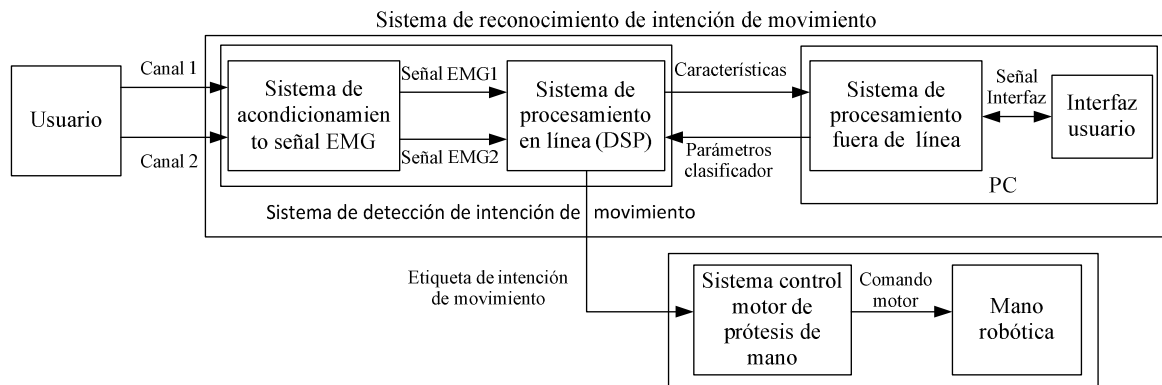 Sistema de reconocimiento de intención de movimiento
Usuario
Canal 1
Canal 2
Sistema de
acondicionamien
to señal EMG
Señal EMG1
Señal EMG2
Sistema de
procesamiento
en línea (DSP)
Características
Parámetros
clasificador
Sistema de
procesamiento
fuera de línea
Señal
Interfaz
Interfaz
usuario
PC
Sistema de detección de intención de movimiento
Etiqueta de intención
de movimiento
Sistema control
motor de
prótesis de
mano
Comando
motor
Mano
robótica